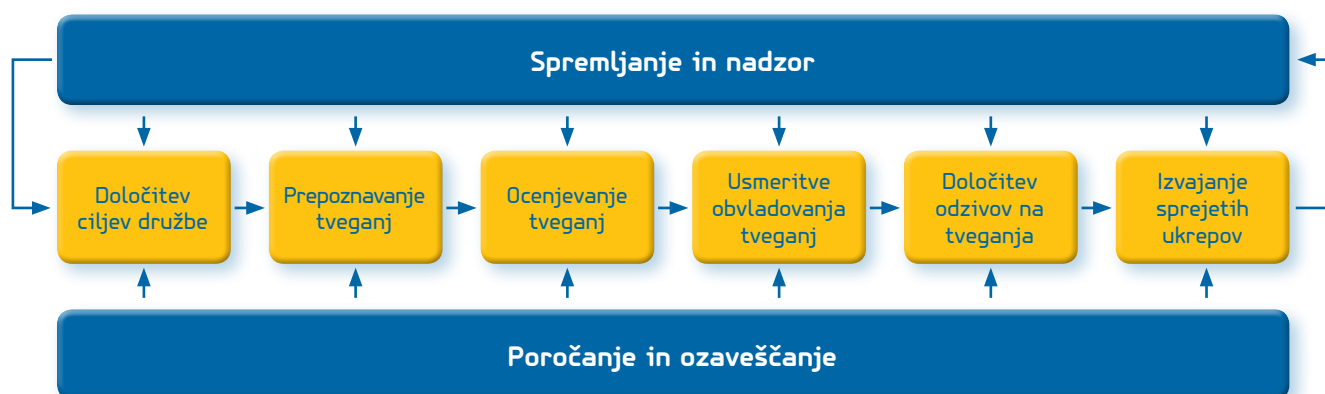 Spremljanje in nadzor
Določitev
ciljev družbe
Prepoznavanje
tveganj
Ocenjevanje
tveganj
Usmeritve
obvladovanja
tveganj
Določitev
odzivov na
tveganja
Izvajanje
sprejetih
ukrepov
Poročanje in ozaveščanje